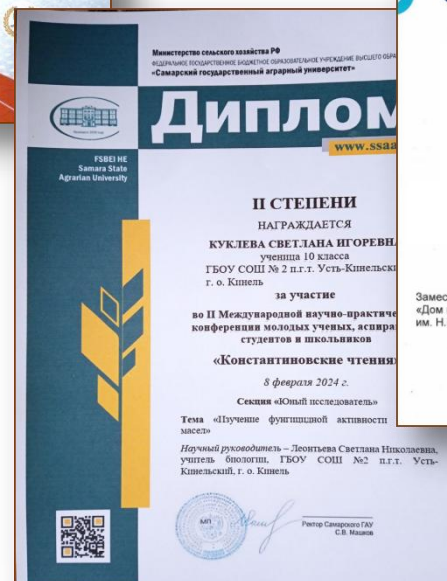 Министерство сельского хозяйства РФ
ФЕДЕРАЛЬНОЕ ГОСУДАРСТВЕННОЕ БЮДЖЕТНОЕ ОБРАЗОВАТЕЛЬНОЕ УЧРЕЖДЕНИЕ ВЫСШЕГО ОБРА
«Самарский государственный аграрный университет»
Диплом
www.ssaa
FSBEI HE
Samara State
Agrarian University
II СТЕПЕНИ
НАГРАЖДАЕТСЯ
КУКЛЕВА СВЕТЛАНА ИГОРЕВН
ученица 10 класса
ГБОУ СОШ № 2 п.г.т. Усть-Кинельски
г. о. Кинель
за участие
во II Международной научно-практиче
конференции молодых ученых, аспира
студентов и школьников
«Константиновские чтения
8 февраля 2024 г.
Секция «Юный исследователь»
Тема «Изучение фунгицидной активности
масел»
Научный руководитель – Леонтьева Светлана Николаевна,
учитель биологии, ГБОУ СОШ №2 п.г.т. Усть-
Кинельский, г. о. Кинель
МП
Ректор Самарского ГАУ
С.В. Машков
Замес
«Дом
им. Н.